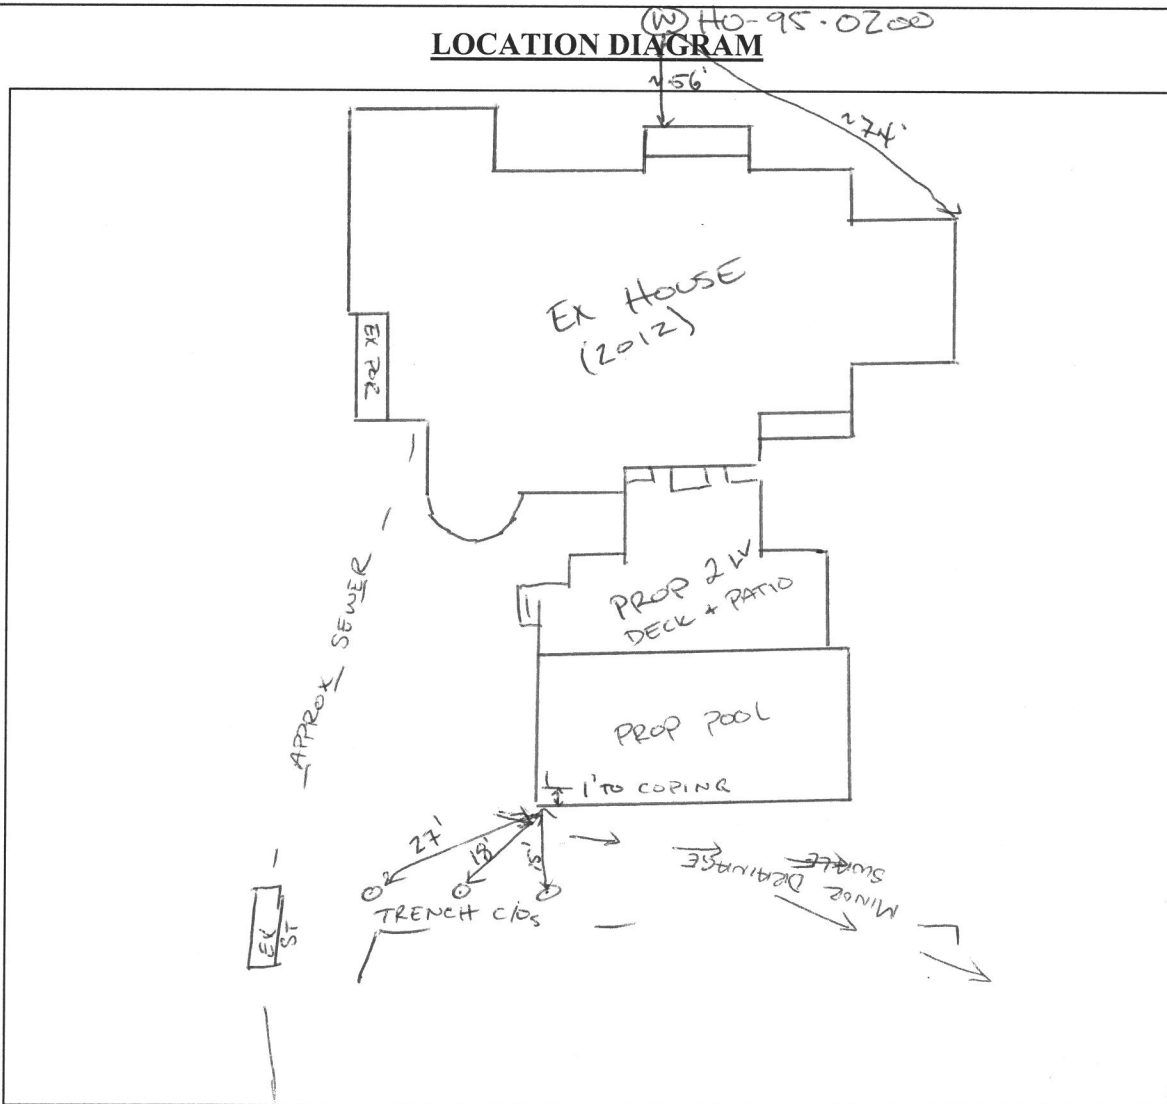 Ⓦ HO-95-0200
LOCATION DIAGRAM
~56'
~74'
EX HOUSE
(2012)
EX POR
APPROX SEWER
PROP 2 LV
DECK + PATIO
PROP POOL
1' TO COPING
27'
18'
15'
MINOR DRAINAGE
SWALE
TRENCH C/Os
EX
ST